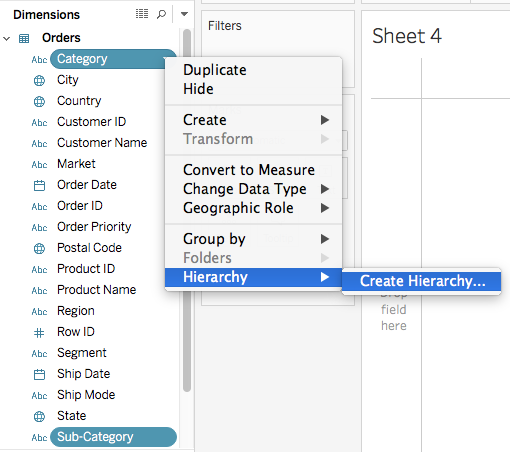 Dimensions
Orders
Abc Category
City
Country
Abc Customer ID
Abc Customer Name
Abc Market
Order Date
Abc Order ID
Abc Order Priority
Postal Code
Abc Product ID
Abc Product Name
Abc Region
# Row ID
Abc Segment
Ship Date
Abc Ship Mode
State
Abc Sub-Category
Filters
Duplicate
Hide
Create
Transform
Convert to Measure
Change Data Type
Geographic Role
Group by
Folders
Hierarchy
Create Hierarchy...
Sheet 4
Drop
field
here